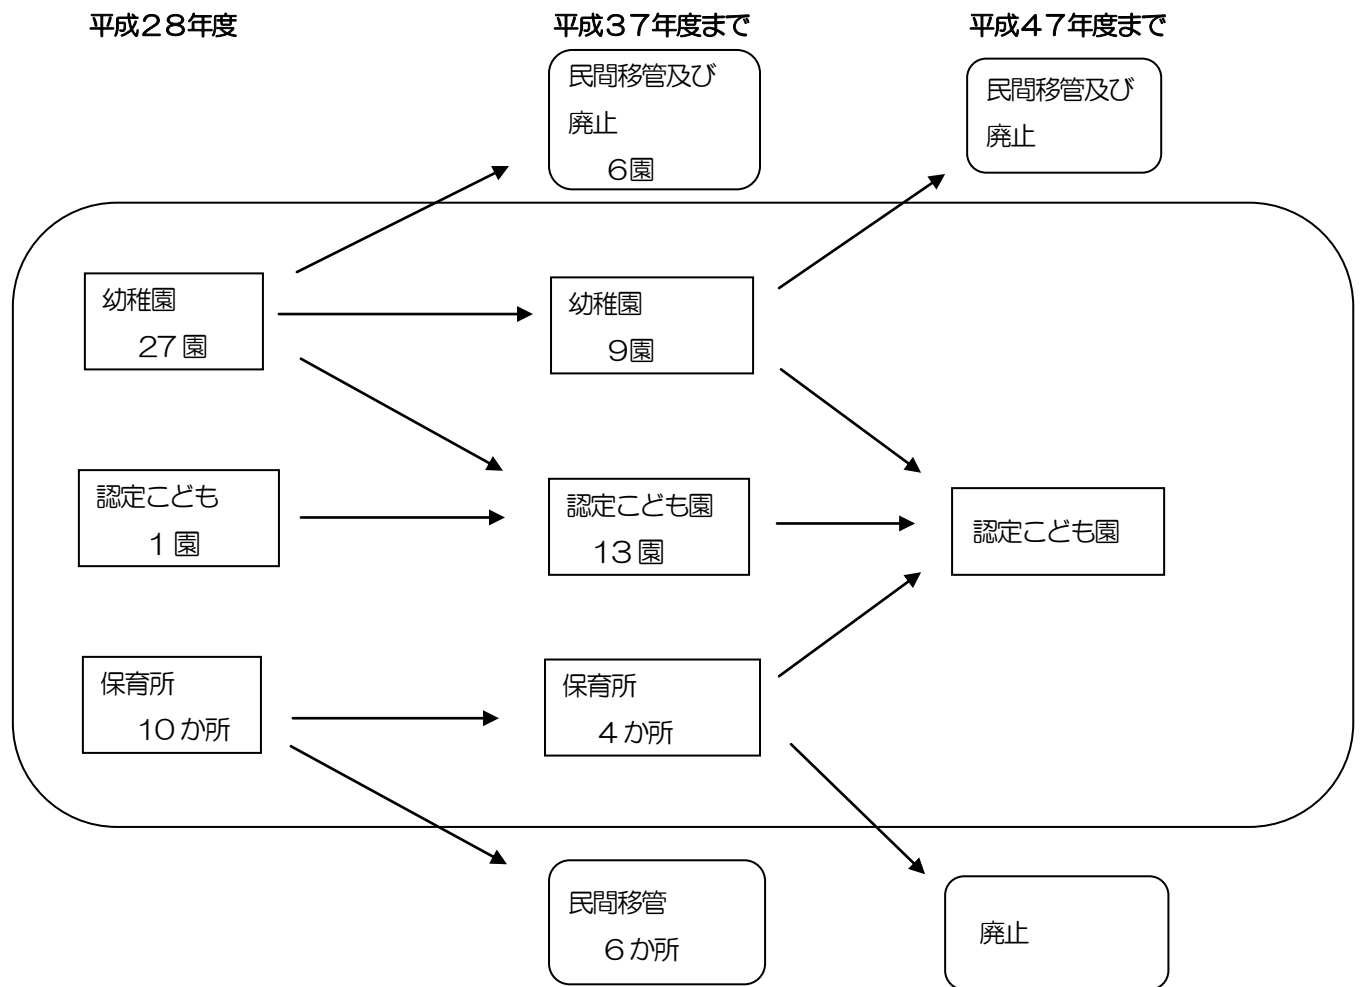 平成２８年度
平成３７年度まで
平成４７年度まで
民間移管及び
廃止
6園
民間移管及び
廃止
幼稚園
27園
幼稚園
9園
認定こども
1園
認定こども園
13園
認定こども園
保育所
10か所
保育所
4か所
民間移管
6か所
廃止